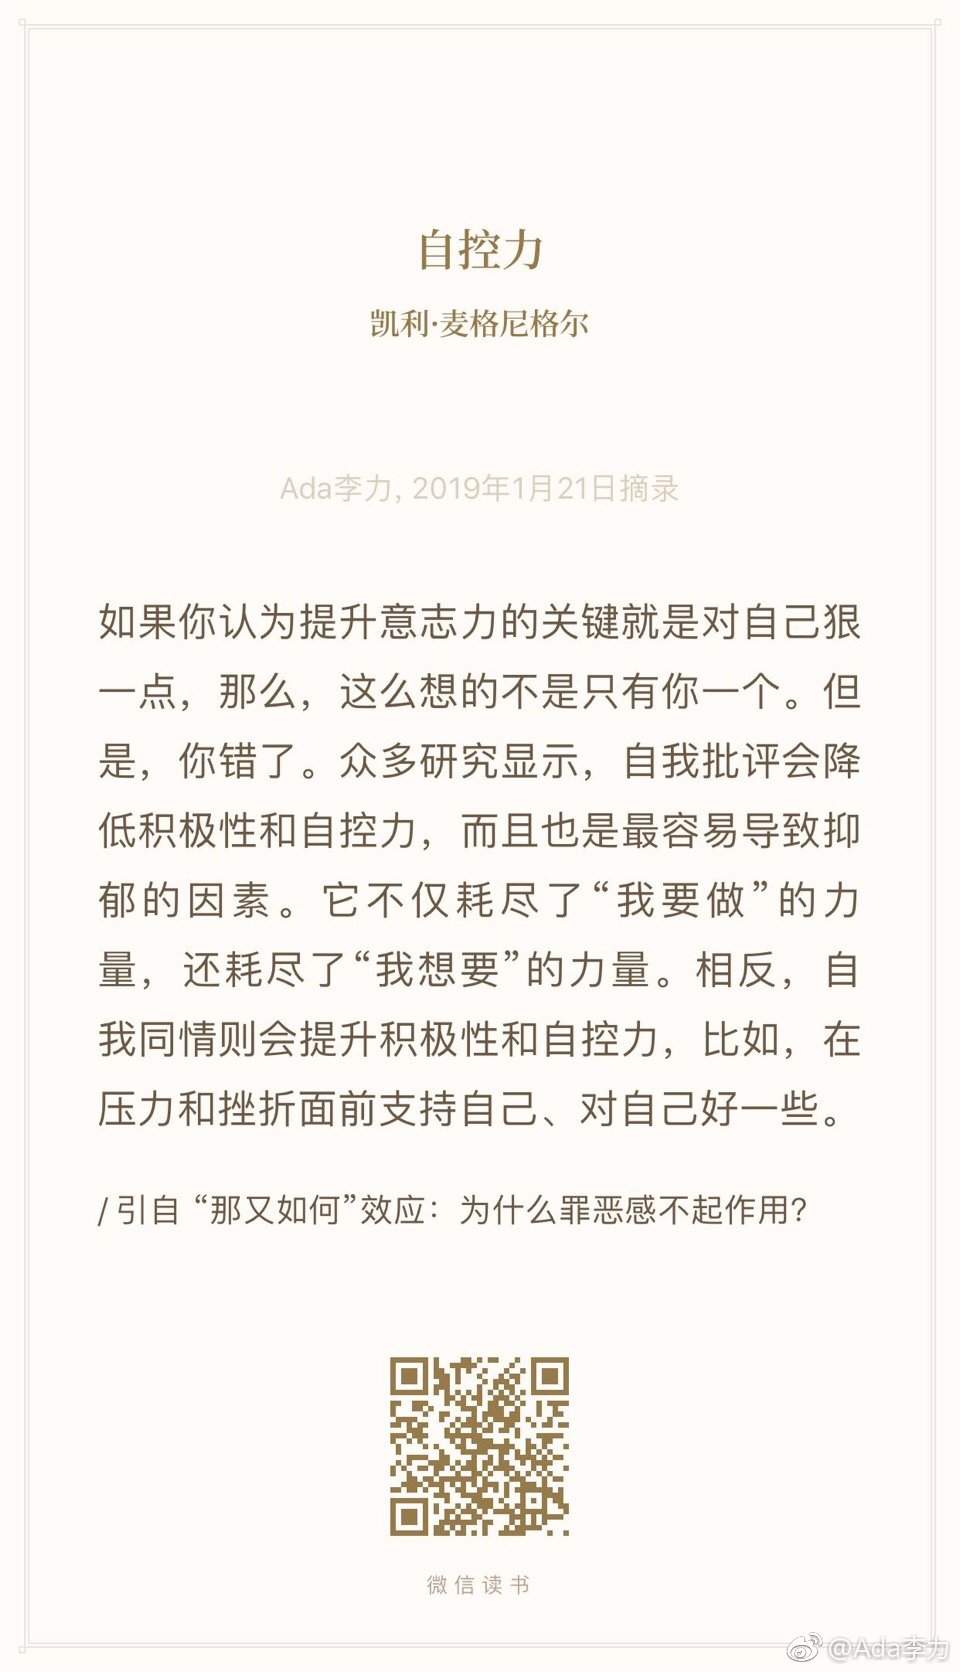 自控力
凯利·麦格尼格尔
Ada李力, 2019年1月21日摘录
如果你认为提升意志力的关键就是对自己狠
一点，那么，这么想的不是只有你一个。但
是，你错了。众多研究显示，自我批评会降
低积极性和自控力，而且也是最容易导致抑
郁的因素。它不仅耗尽了“我要做”的力
量，还耗尽了“我想要”的力量。相反，自
我同情则会提升积极性和自控力，比如，在
压力和挫折面前支持自己、对自己好一些。
/ 引自 “那又如何”效应：为什么罪恶感不起作用？
微信读书
@Ada李力